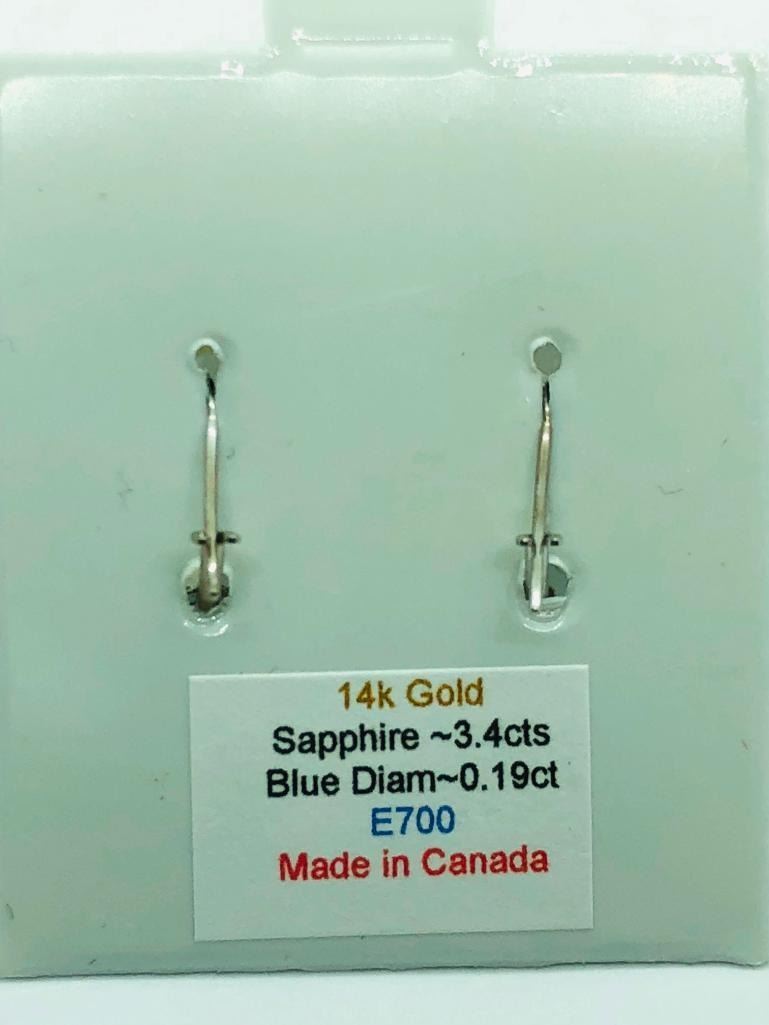 14k Gold
Sapphire ~3.4cts
Blue Diam~0.19ct
E700
Made in Canada